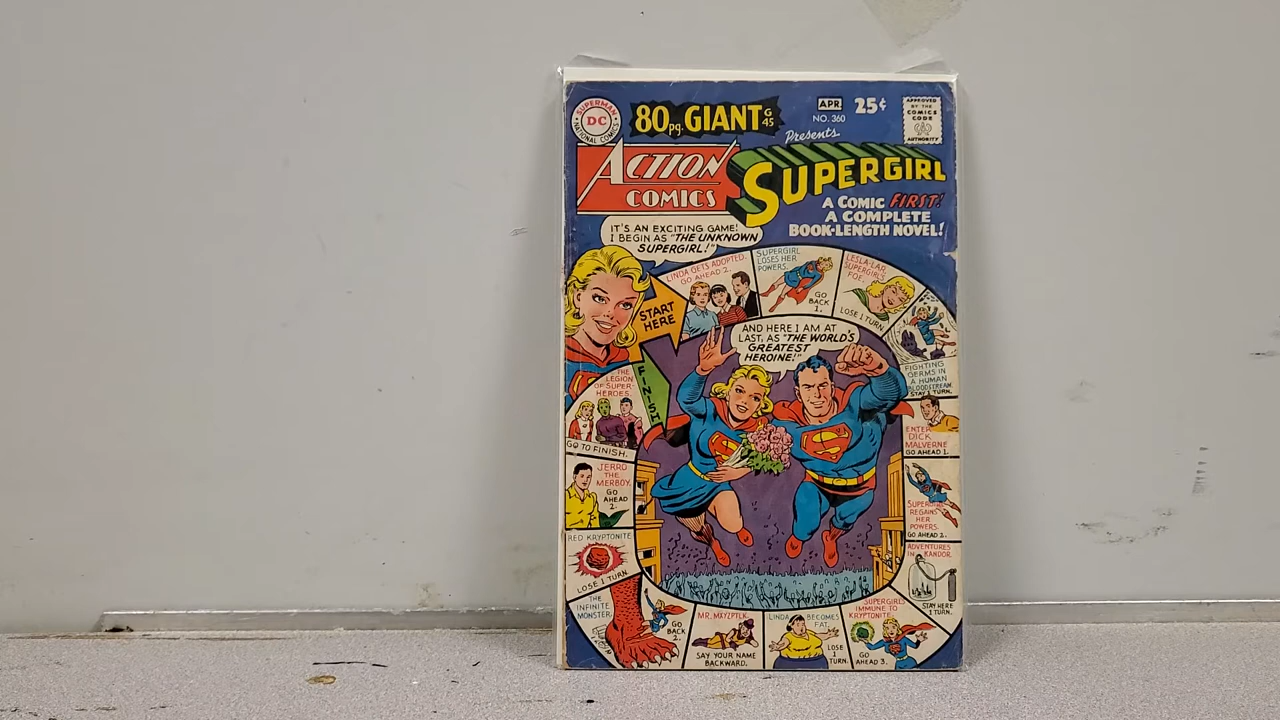 SUPERMAN
DC
NATIONAL COMICS
80 pg. GIANT G 45
APR.
NO. 360
25¢
APPROVED
BY THE
COMICS
CODE
AUTHORITY
Presents
ACTION
COMICS
SUPERGIRL
A COMIC FIRST!
A COMPLETE
BOOK-LENGTH NOVEL!
IT'S AN EXCITING GAME!
I BEGIN AS "THE UNKNOWN
SUPERGIRL!"
START
HERE
LINDA GETS ADOPTED.
GO AHEAD 2.
SUPERGIRL
LOSES HER
POWERS.
GO
BACK
1.
LESLA-LAR,
SUPERGIRL'S
FOE.
LOSE 1 TURN
FIGHTING
GERMS IN
A HUMAN
BLOODSTREAM.
STAY 1 TURN.
ENTER
DICK
MALVERNE
GO AHEAD 1.
SUPERGIRL
REGAINS
HER
POWERS.
GO AHEAD 2.
ADVENTURES
IN KANDOR.
STAY HERE
1 TURN.
SUPERGIRL
IMMUNE TO
KRYPTONITE.
GO
AHEAD 3.
LINDA BECOMES
FAT.
LOSE
1
TURN.
MR. MXYZPTLK.
SAY YOUR NAME
BACKWARD.
THE
INFINITE
MONSTER.
GO
BACK
2.
RED KRYPTONITE
LOSE 1 TURN
JERRO
THE
MERBOY.
GO
AHEAD
2.
THE
LEGION
OF SUPER-
HEROES.
GO TO FINISH.
FINISH
AND HERE I AM AT
LAST, AS "THE WORLD'S
GREATEST
HEROINE!"